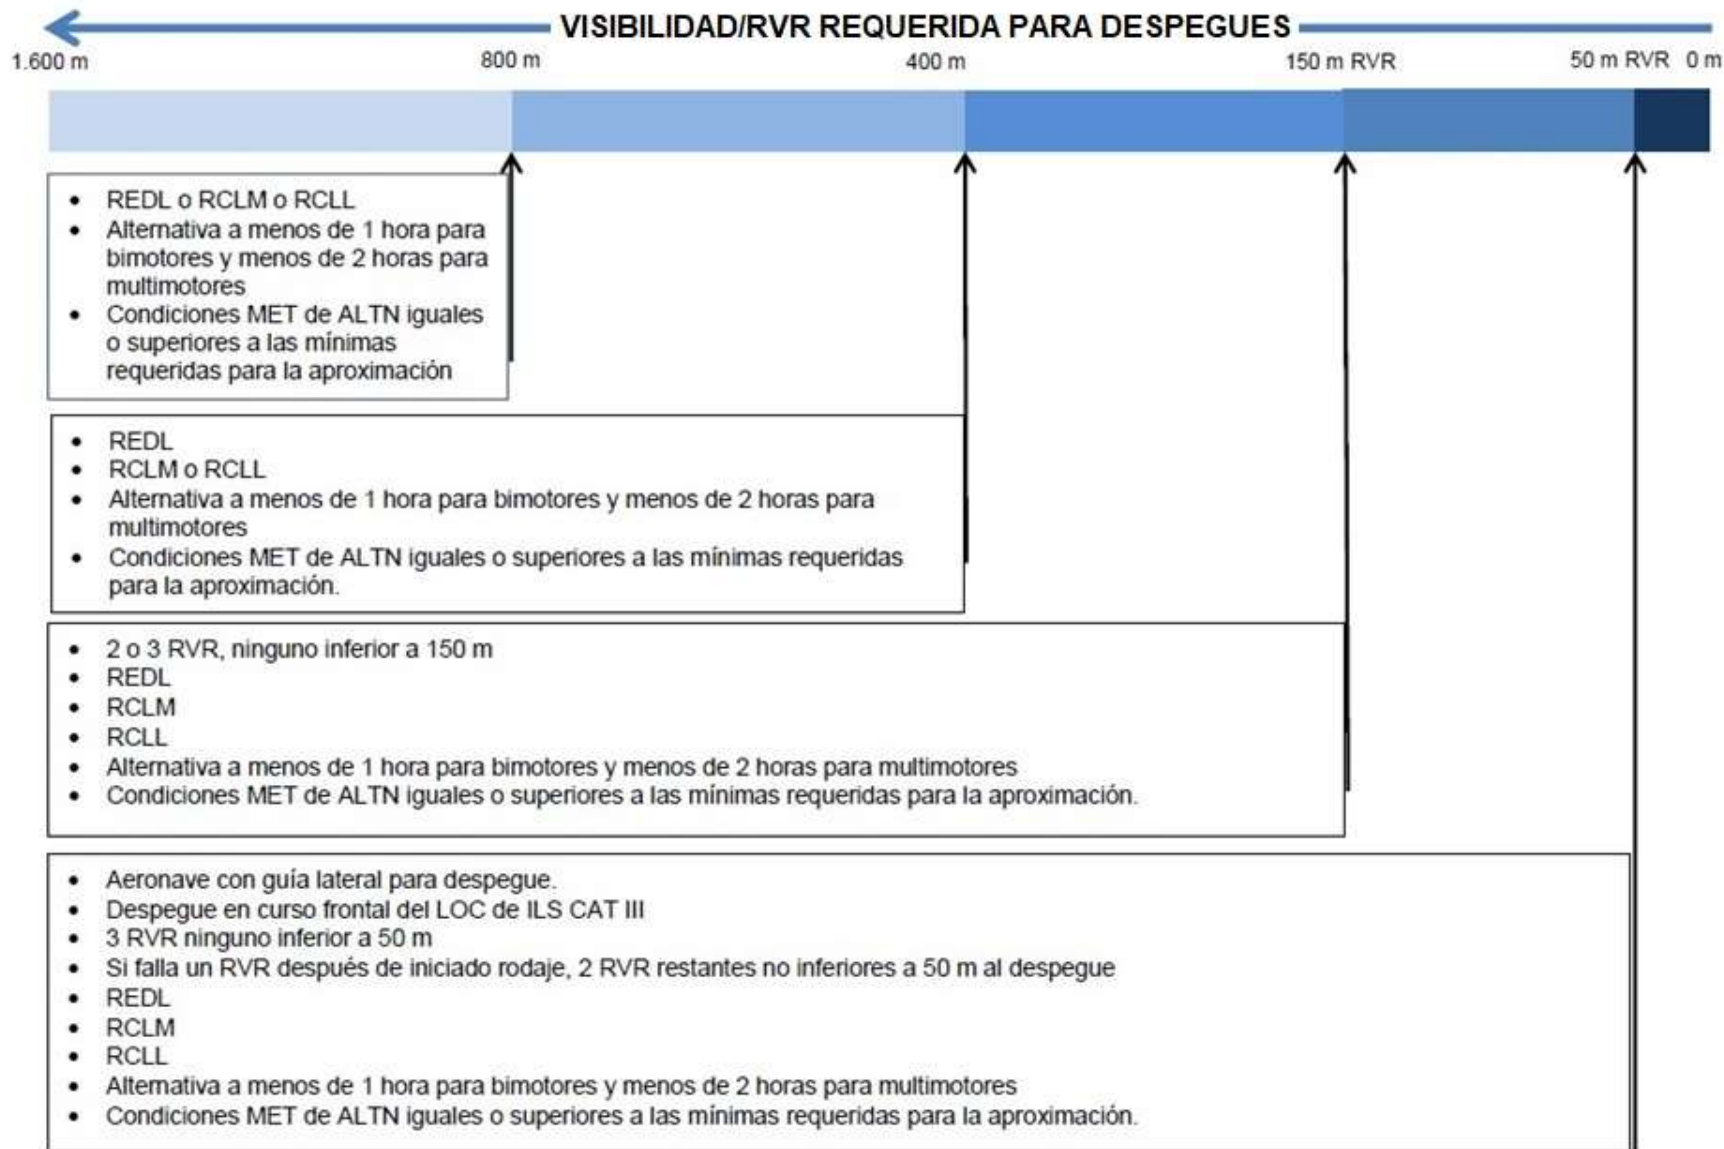 VISIBILIDAD/RVR REQUERIDA PARA DESPEGUES
1.600 m 800 m 400 m 150 m RVR 50 m RVR 0 m
• REDL o RCLM o RCLL
• Alternativa a menos de 1 hora para
bimotores y menos de 2 horas para
multimotores
• Condiciones MET de ALTN iguales
o superiores a las mínimas
requeridas para la aproximación
• REDL
• RCLM o RCLL
• Alternativa a menos de 1 hora para bimotores y menos de 2 horas para
multimotores
• Condiciones MET de ALTN iguales o superiores a las mínimas requeridas
para la aproximación.
• 2 o 3 RVR, ninguno inferior a 150 m
• REDL
• RCLM
• RCLL
• Alternativa a menos de 1 hora para bimotores y menos de 2 horas para multimotores
• Condiciones MET de ALTN iguales o superiores a las mínimas requeridas para la aproximación.
• Aeronave con guía lateral para despegue.
• Despegue en curso frontal del LOC de ILS CAT III
• 3 RVR ninguno inferior a 50 m
• Si falla un RVR después de iniciado rodaje, 2 RVR restantes no inferiores a 50 m al despegue
• REDL
• RCLM
• RCLL
• Alternativa a menos de 1 hora para bimotores y menos de 2 horas para multimotores
• Condiciones MET de ALTN iguales o superiores a las mínimas requeridas para la aproximación.